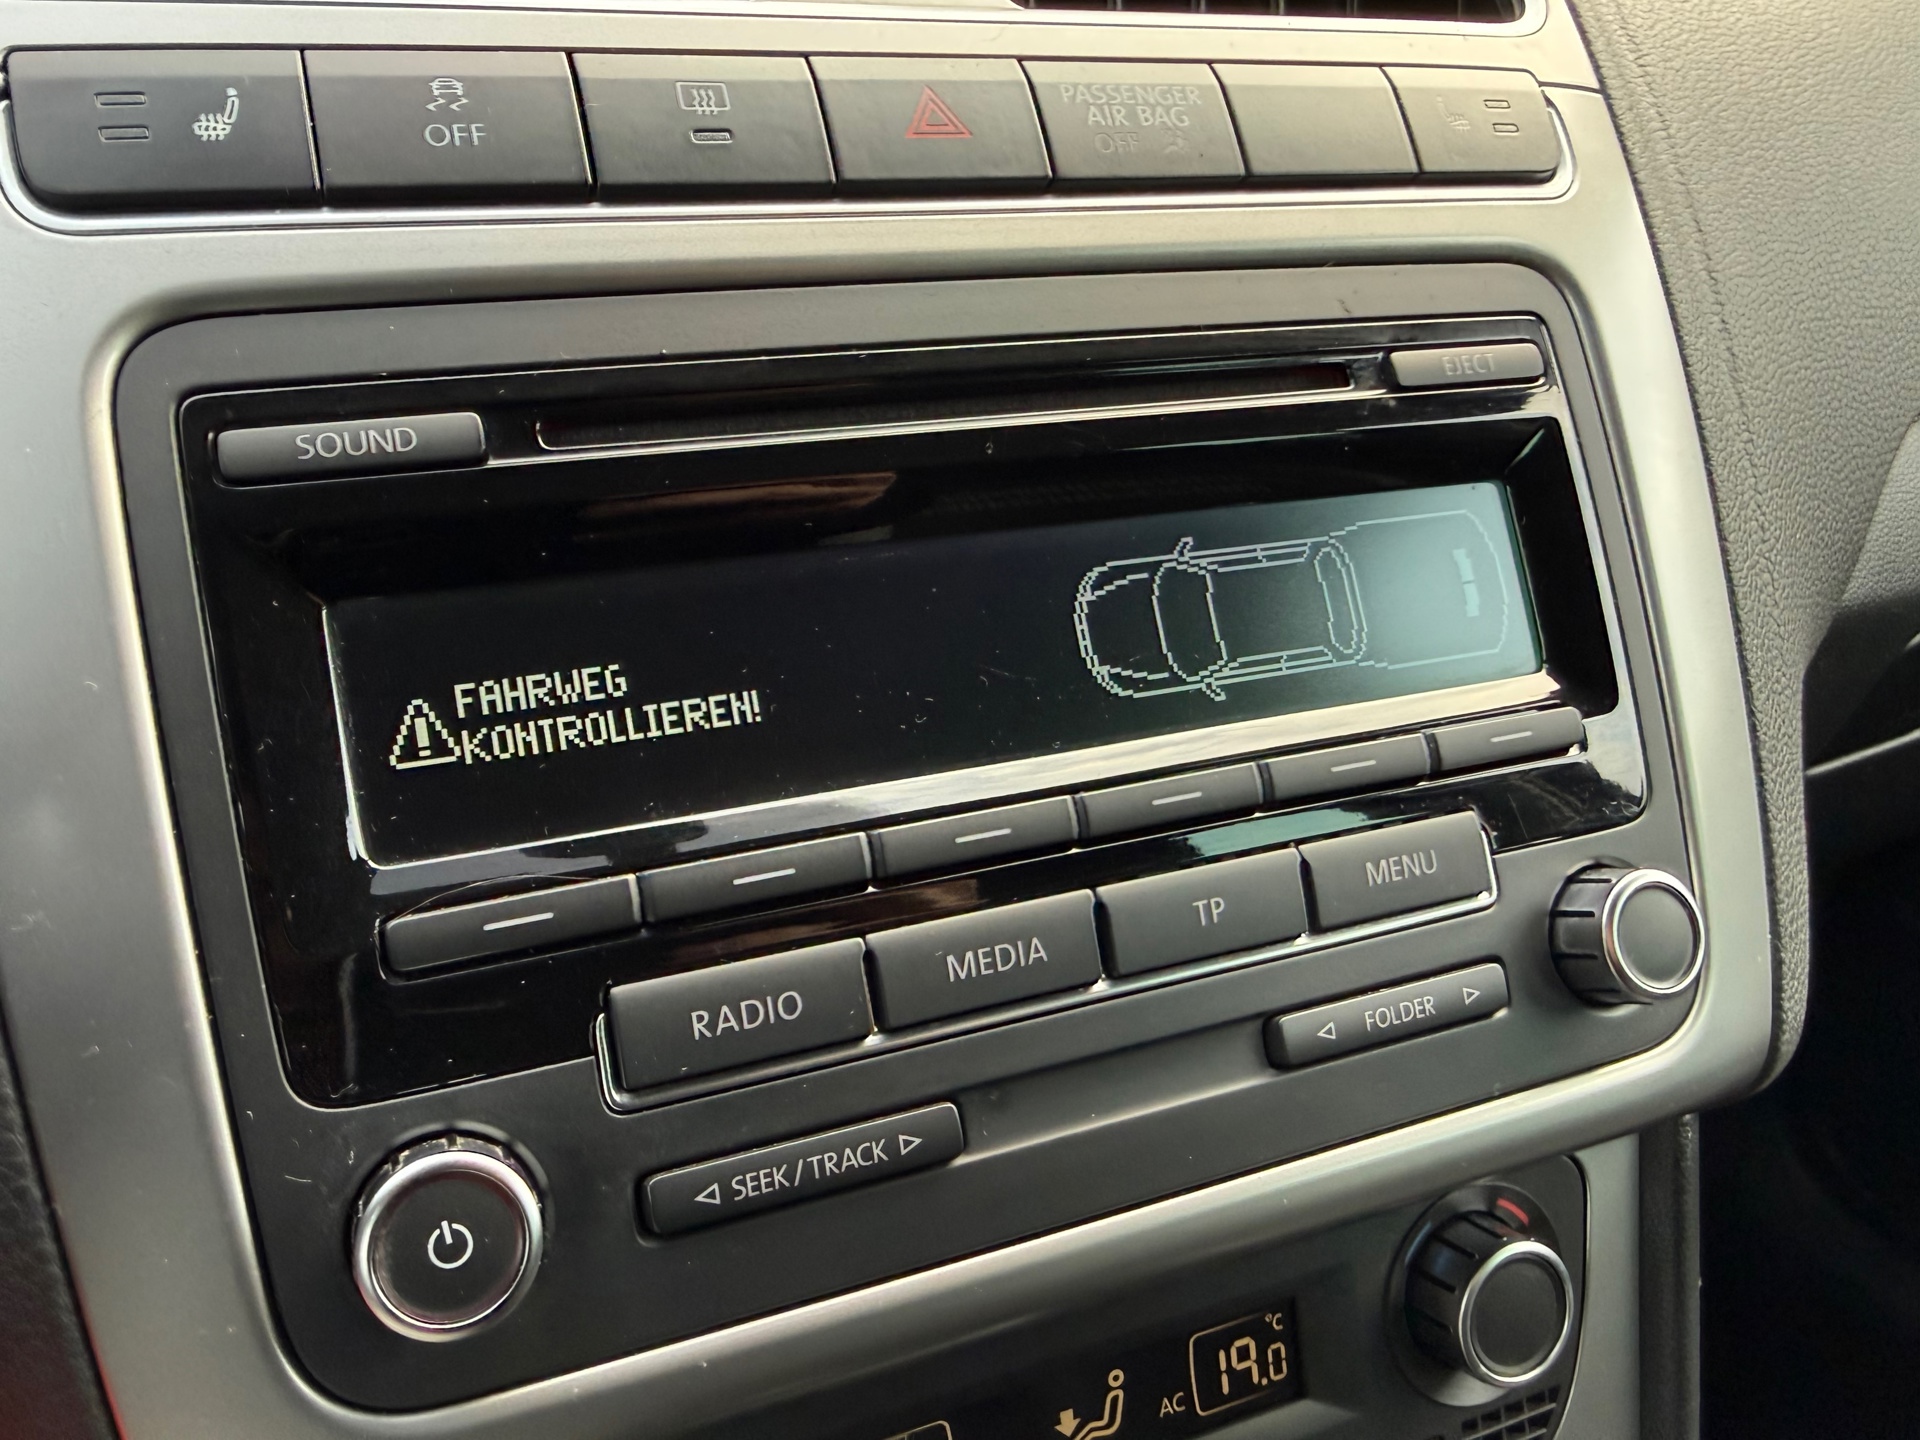 OFF
PASSENGER
AIR BAG
OFF
EJECT
SOUND
FAHRWEG
KONTROLLIEREN!
MENU
TP
MEDIA
RADIO
FOLDER
SEEK/TRACK
°C
AC 19.0